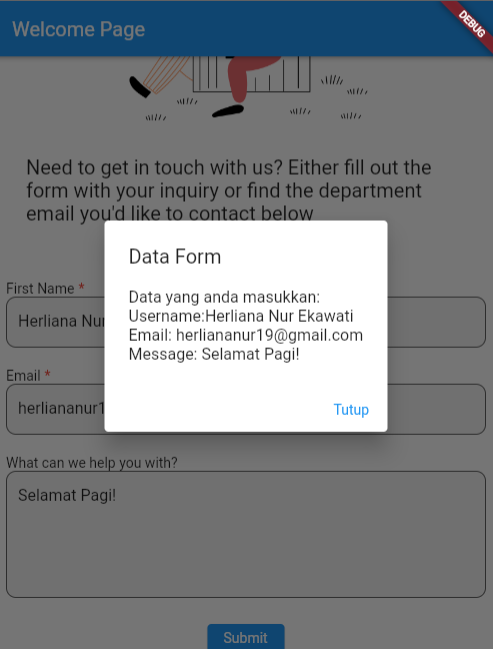 Welcome Page
DEBUG
Need to get in touch with us? Either fill out the
form with your inquiry or find the department
email you'd like to contact below
Data Form
Data yang anda masukkan:
Username:Herliana Nur Ekawati
Email: herliananur19@gmail.com
Message: Selamat Pagi!
Tutup
First Name *
Herliana Nur
Email *
herliananur1
What can we help you with?
Selamat Pagi!
Submit